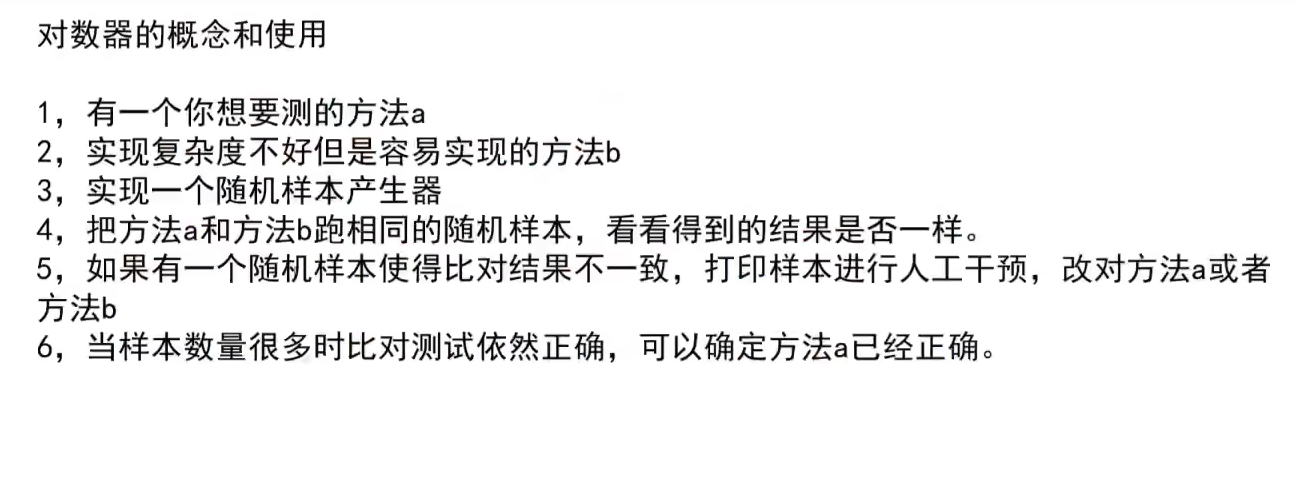 对数器的概念和使用
1，有一个你想要测的方法a
2，实现复杂度不好但是容易实现的方法b
3，实现一个随机样本产生器
4，把方法a和方法b跑相同的随机样本，看看得到的结果是否一样。
5，如果有一个随机样本使得比对结果不一致，打印样本进行人工干预，改对方法a或者
方法b
6，当样本数量很多时比对测试依然正确，可以确定方法a已经正确。